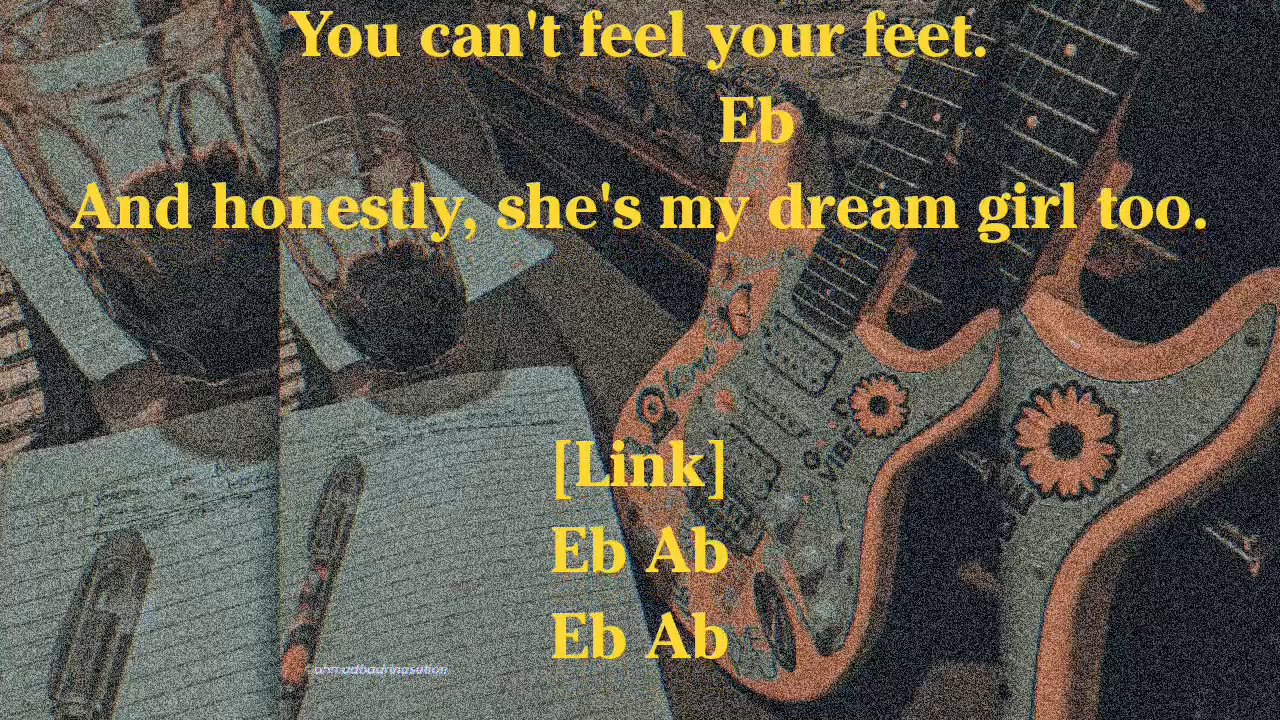 You can't feel your feet.
Eb
And honestly, she's my dream girl too.
[Link]
Eb Ab
Eb Ab